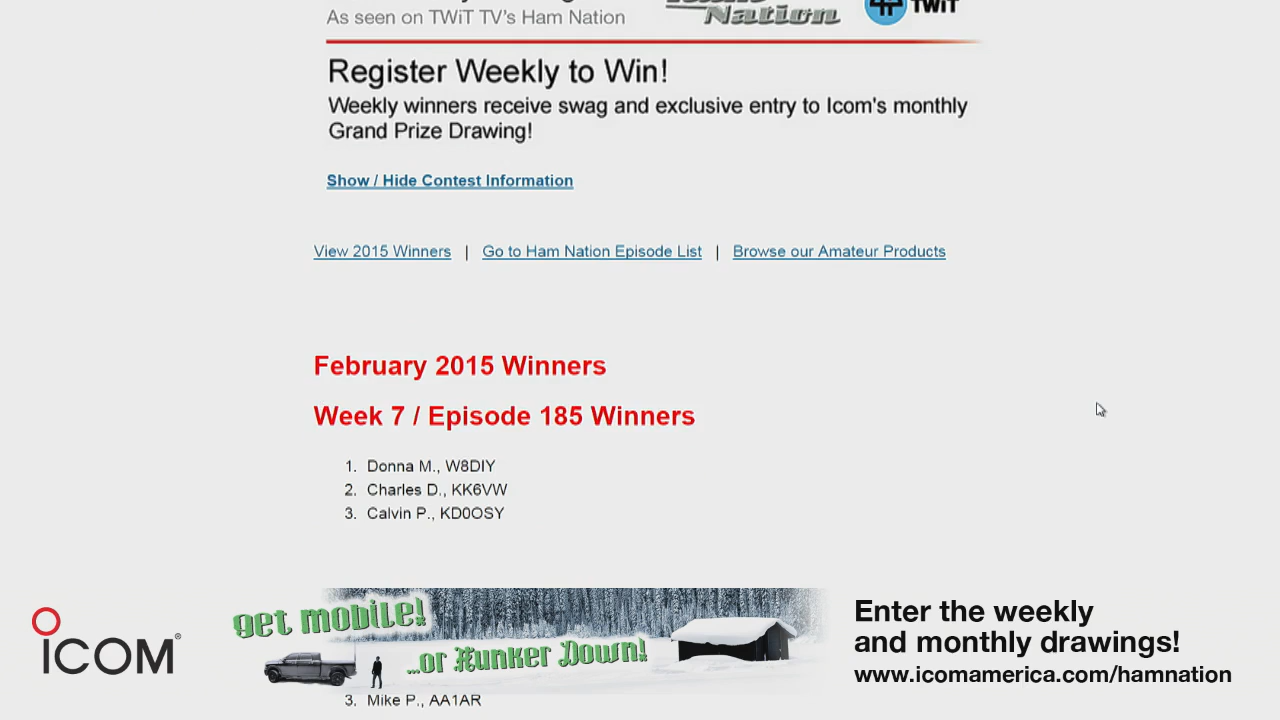 As seen on TWiT TV's Ham Nation
Nation
TWiT
Register Weekly to Win!
Weekly winners receive swag and exclusive entry to Icom's monthly
Grand Prize Drawing!
Show / Hide Contest Information
View 2015 Winners | Go to Ham Nation Episode List | Browse our Amateur Products
February 2015 Winners
Week 7 / Episode 185 Winners
1. Donna M., W8DIY
2. Charles D., KK6VW
3. Calvin P., KD0OSY
ICOM®
get mobile!
...or Hunker Down!
Enter the weekly
and monthly drawings!
www.icomamerica.com/hamnation
3. Mike P., AA1AR